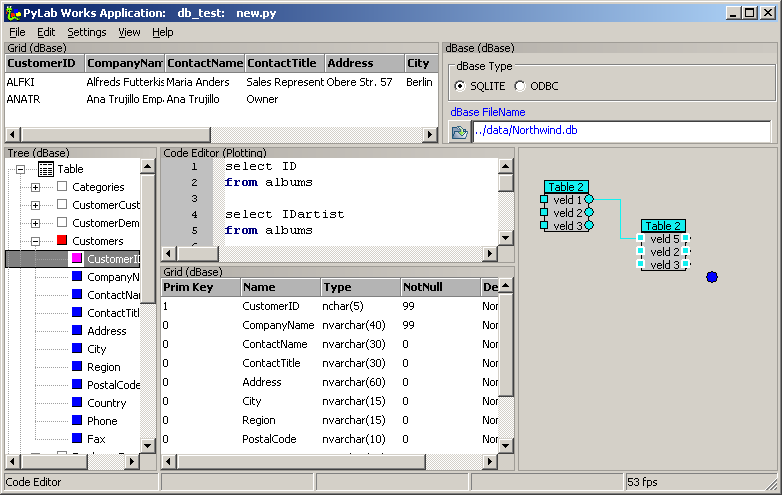 PyLab Works Application:   db_test:   new.py
File Edit Settings View Help
Grid (dBase)
CustomerID CompanyNam ContactName ContactTitle Address City
ALFKI Alfreds Futterkis Maria Anders Sales Represent Obere Str. 57 Berlin
ANATR Ana Trujillo Emp. Ana Trujillo Owner
dBase (dBase)
dBase Type
SQLITE ODBC
dBase FileName
../data/Northwind.db
Tree (dBase)
Table
Categories
CustomerCust
CustomerDem
Customers
CustomerID
CompanyN
ContactNam
ContactTitl
Address
City
Region
PostalCode
Country
Phone
Fax
Code Editor (Plotting)
1 select ID
2 from albums
3
4 select IDartist
5 from albums
Grid (dBase)
Prim Key Name Type NotNull De
1 CustomerID nchar(5) 99 Nor
0 CompanyName nvarchar(40) 99 Nor
0 ContactName nvarchar(30) 0 Nor
0 ContactTitle nvarchar(30) 0 Nor
0 Address nvarchar(60) 0 Nor
0 City nvarchar(15) 0 Nor
0 Region nvarchar(15) 0 Nor
0 PostalCode nvarchar(10) 0 Nor
Table 2
veld 1
veld 2
veld 3
Table 2
veld 5
veld 2
veld 3
Code Editor
53 fps